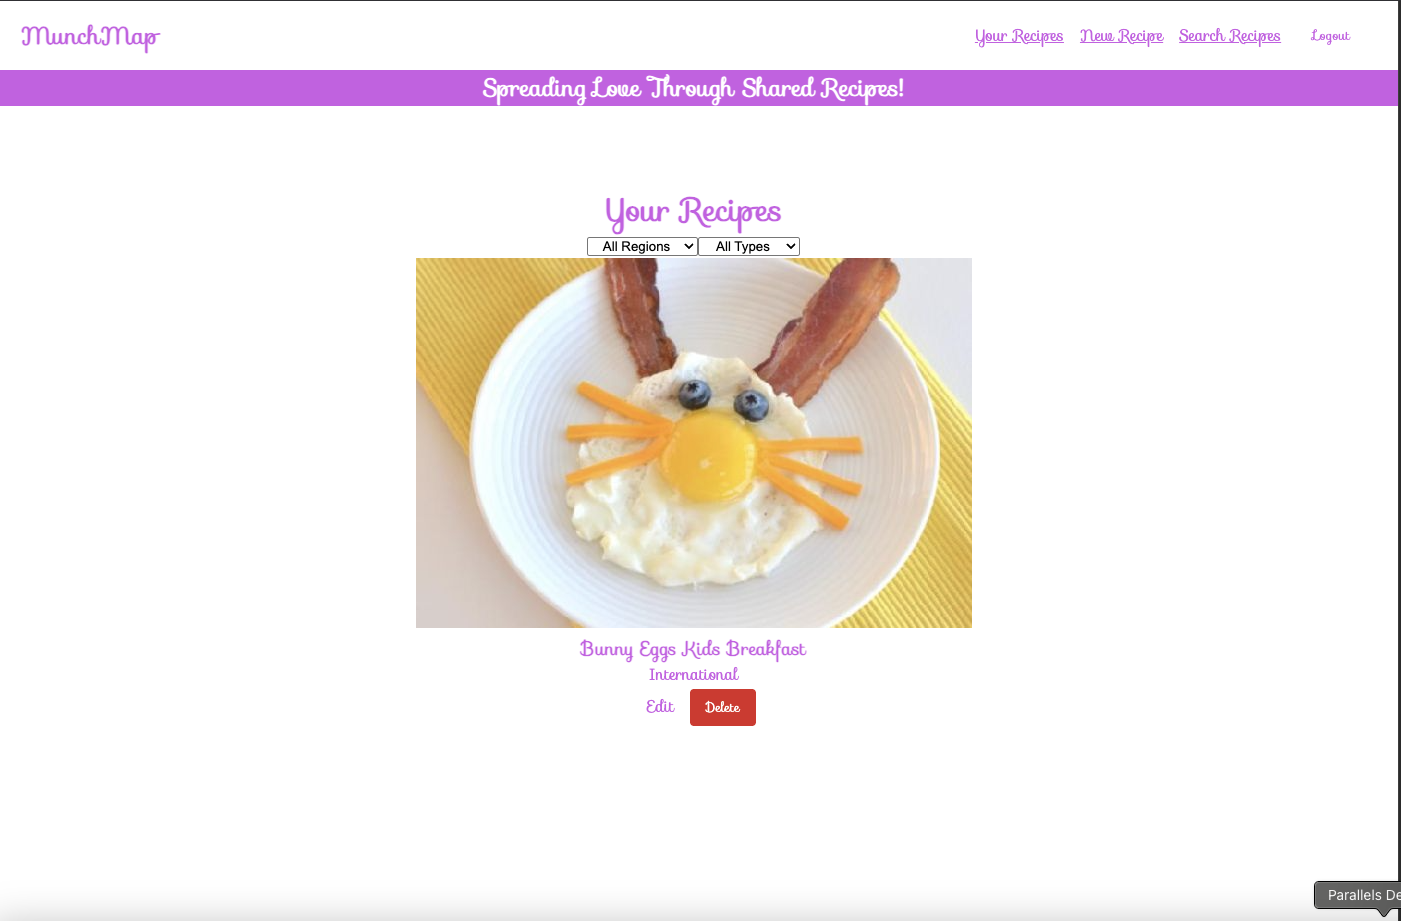 MunchMap
Your Recipes New Recipe Search Recipes Logout
Spreading Love Through Shared Recipes!
Your Recipes
All Regions All Types
Bunny Eggs Kids Breakfast
International
Edit Delete
Parallels De